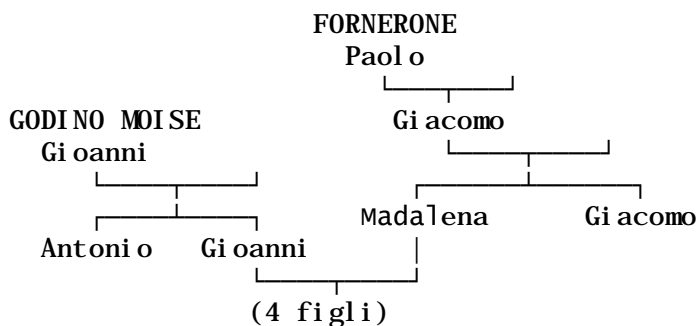 FORNERONE
Paolo
GODINO MOISE
Giacomo
Gioanni
Madalena Giacomo
Antonio Gioanni
(4 figli)